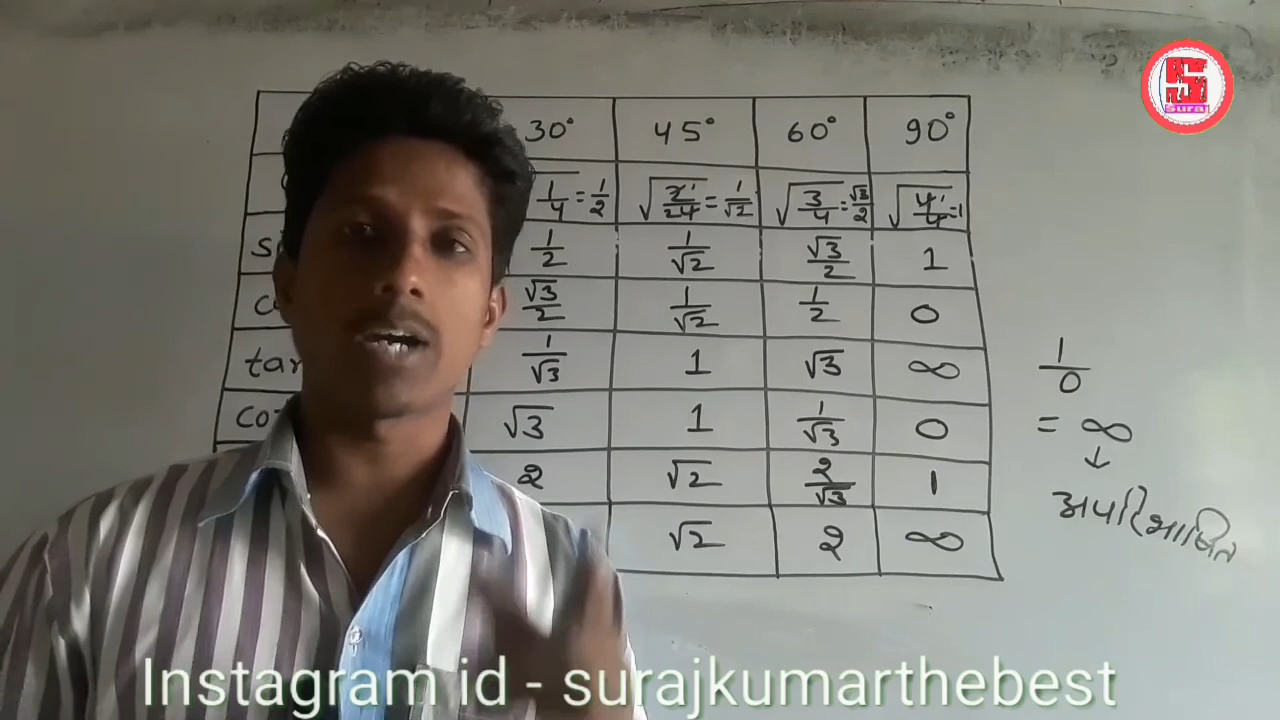 Suraj
30° 45° 60° 90°
√1/4 = 1/2 √2/4 = 1/√2 √3/4 = √3/2 √4/4 = 1
1/2 1/√2 √3/2 1
√3/2 1/√2 1/2 0
tan 1/√3 1 √3 ∞
√3 1 1/√3 0
2 √2 2/√3 1
√2 2 ∞
1/0
= ∞
↓
अपरिभाषित
Instagram id - surajkumarthebest